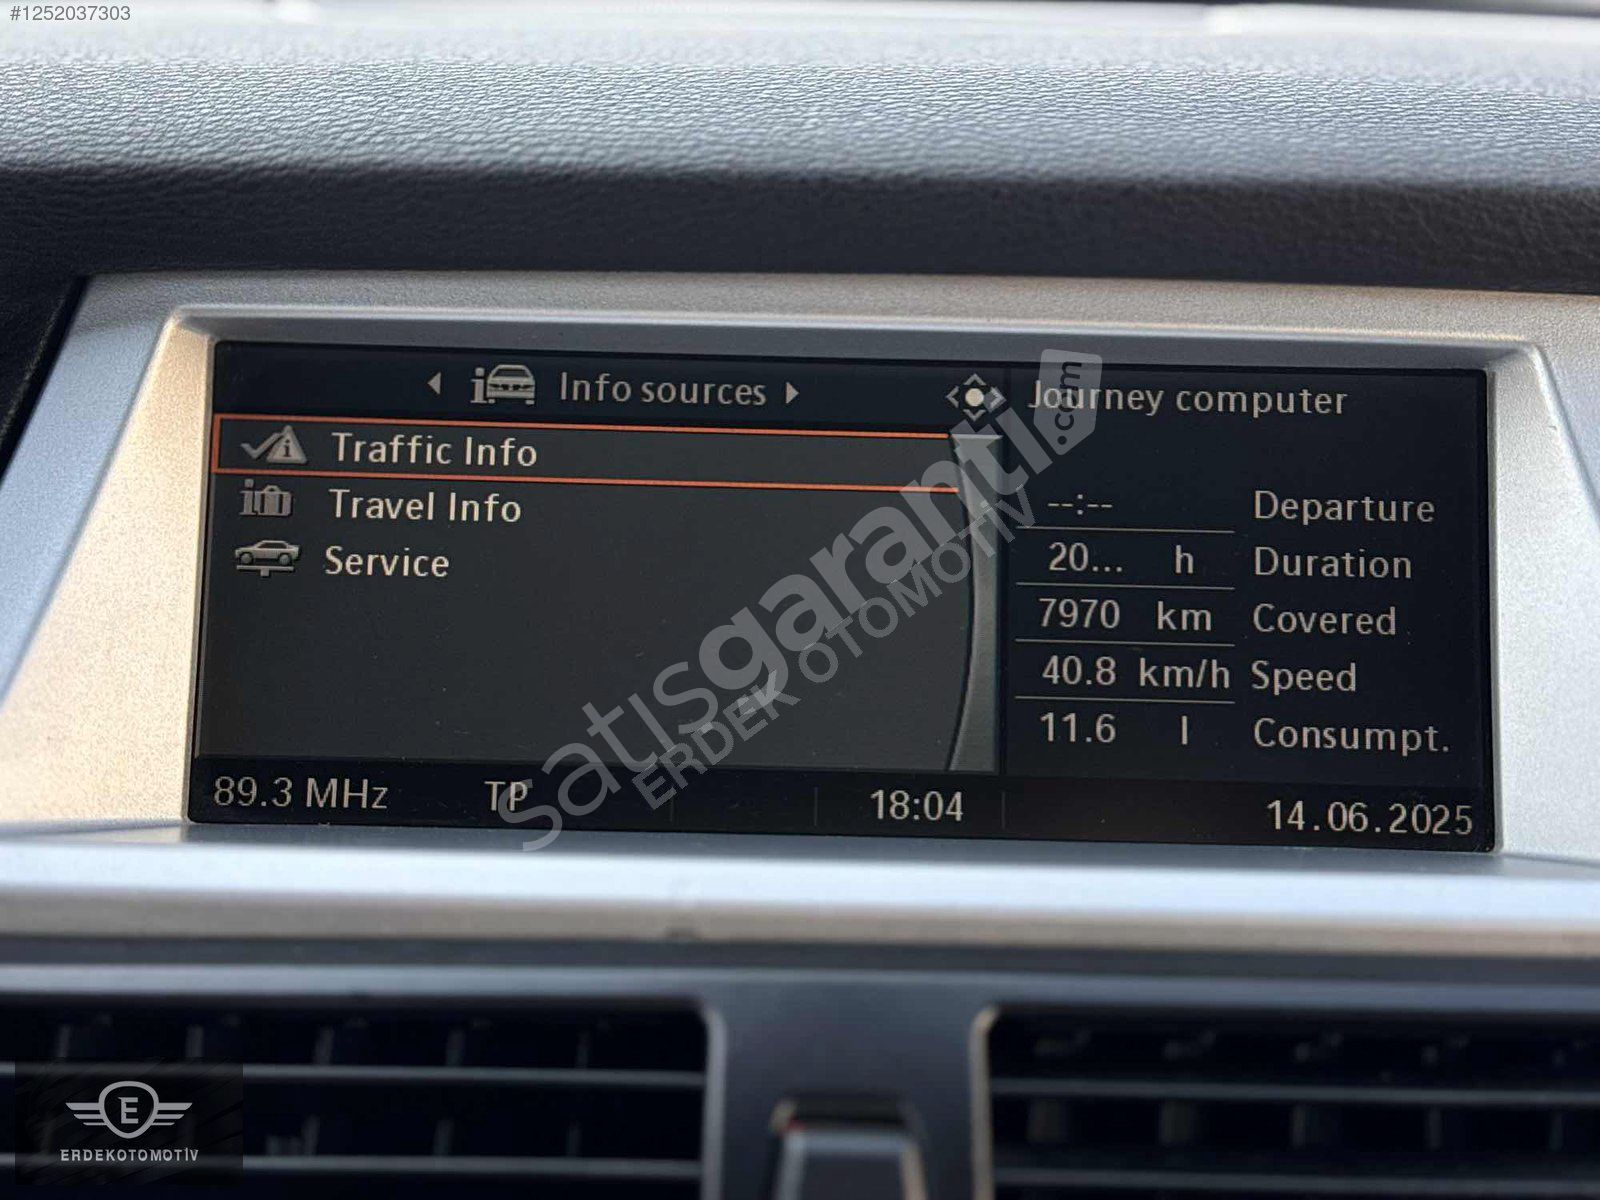 #1252037303
Info sources
Journey computer
Traffic Info
Travel Info
Service
--:-- Departure
20... h Duration
7970 km Covered
40.8 km/h Speed
11.6 l Consumpt.
89.3 MHz TP 18:04 14.06.2025
satışgaranti.com
ERDEK OTOMOTİV
E
ERDEKOTOMOTİV